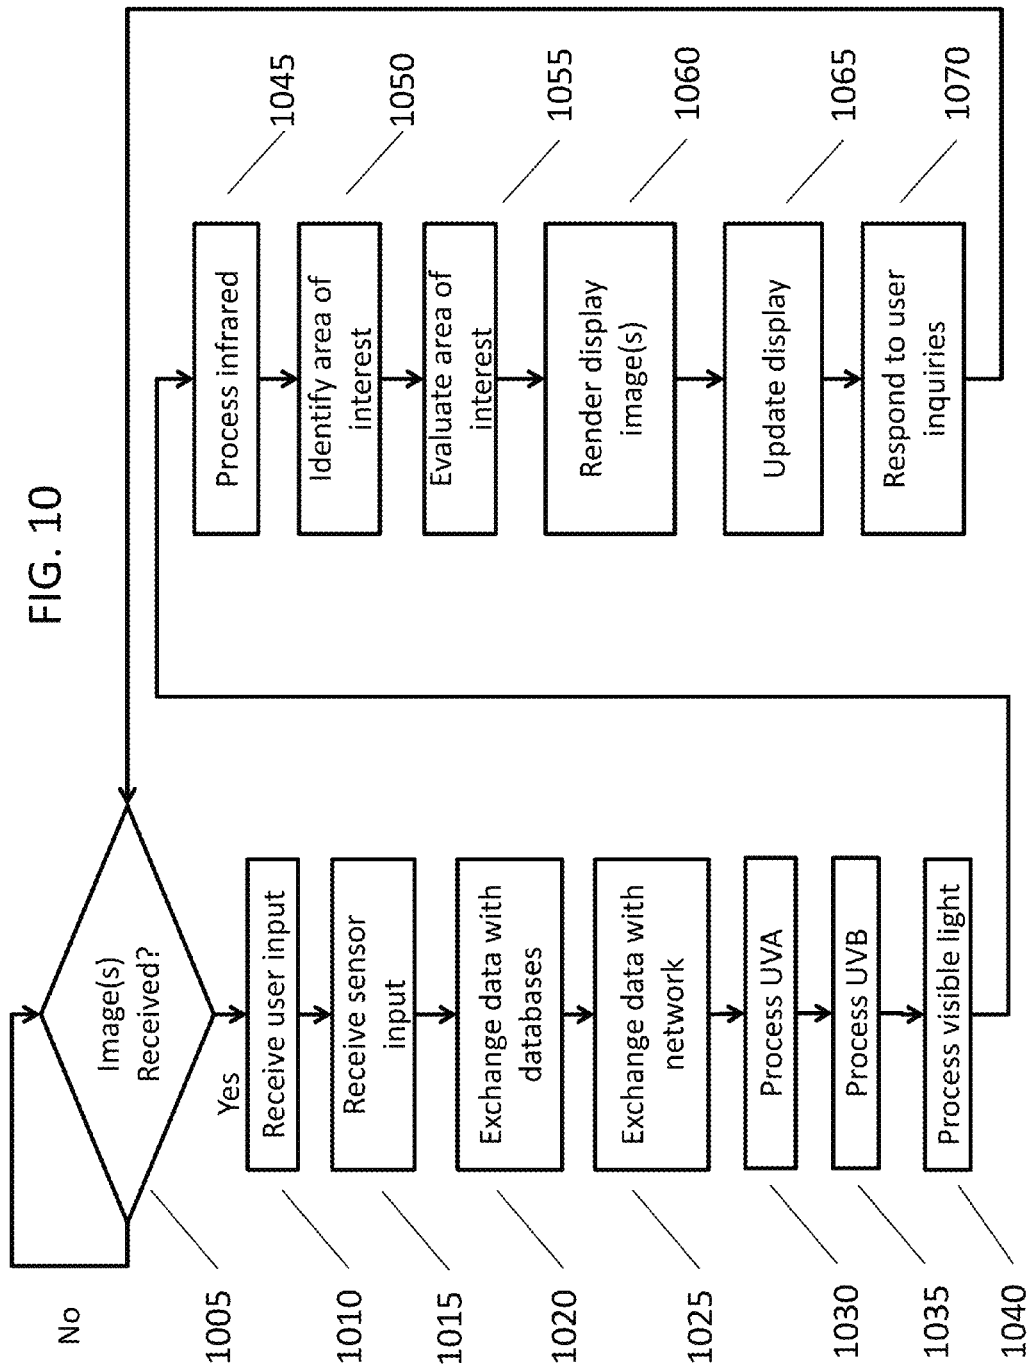 FIG. 10
Image(s)
Received?
No
Yes
1005
Receive user input
1010
Receive sensor
input
1015
Exchange data with
databases
1020
Exchange data with
network
1025
Process UVA
1030
Process UVB
1035
Process visible light
1040
Process infrared
1045
Identify area of
interest
1050
Evaluate area of
interest
1055
Render display
image(s)
1060
Update display
1065
Respond to user
inquiries
1070